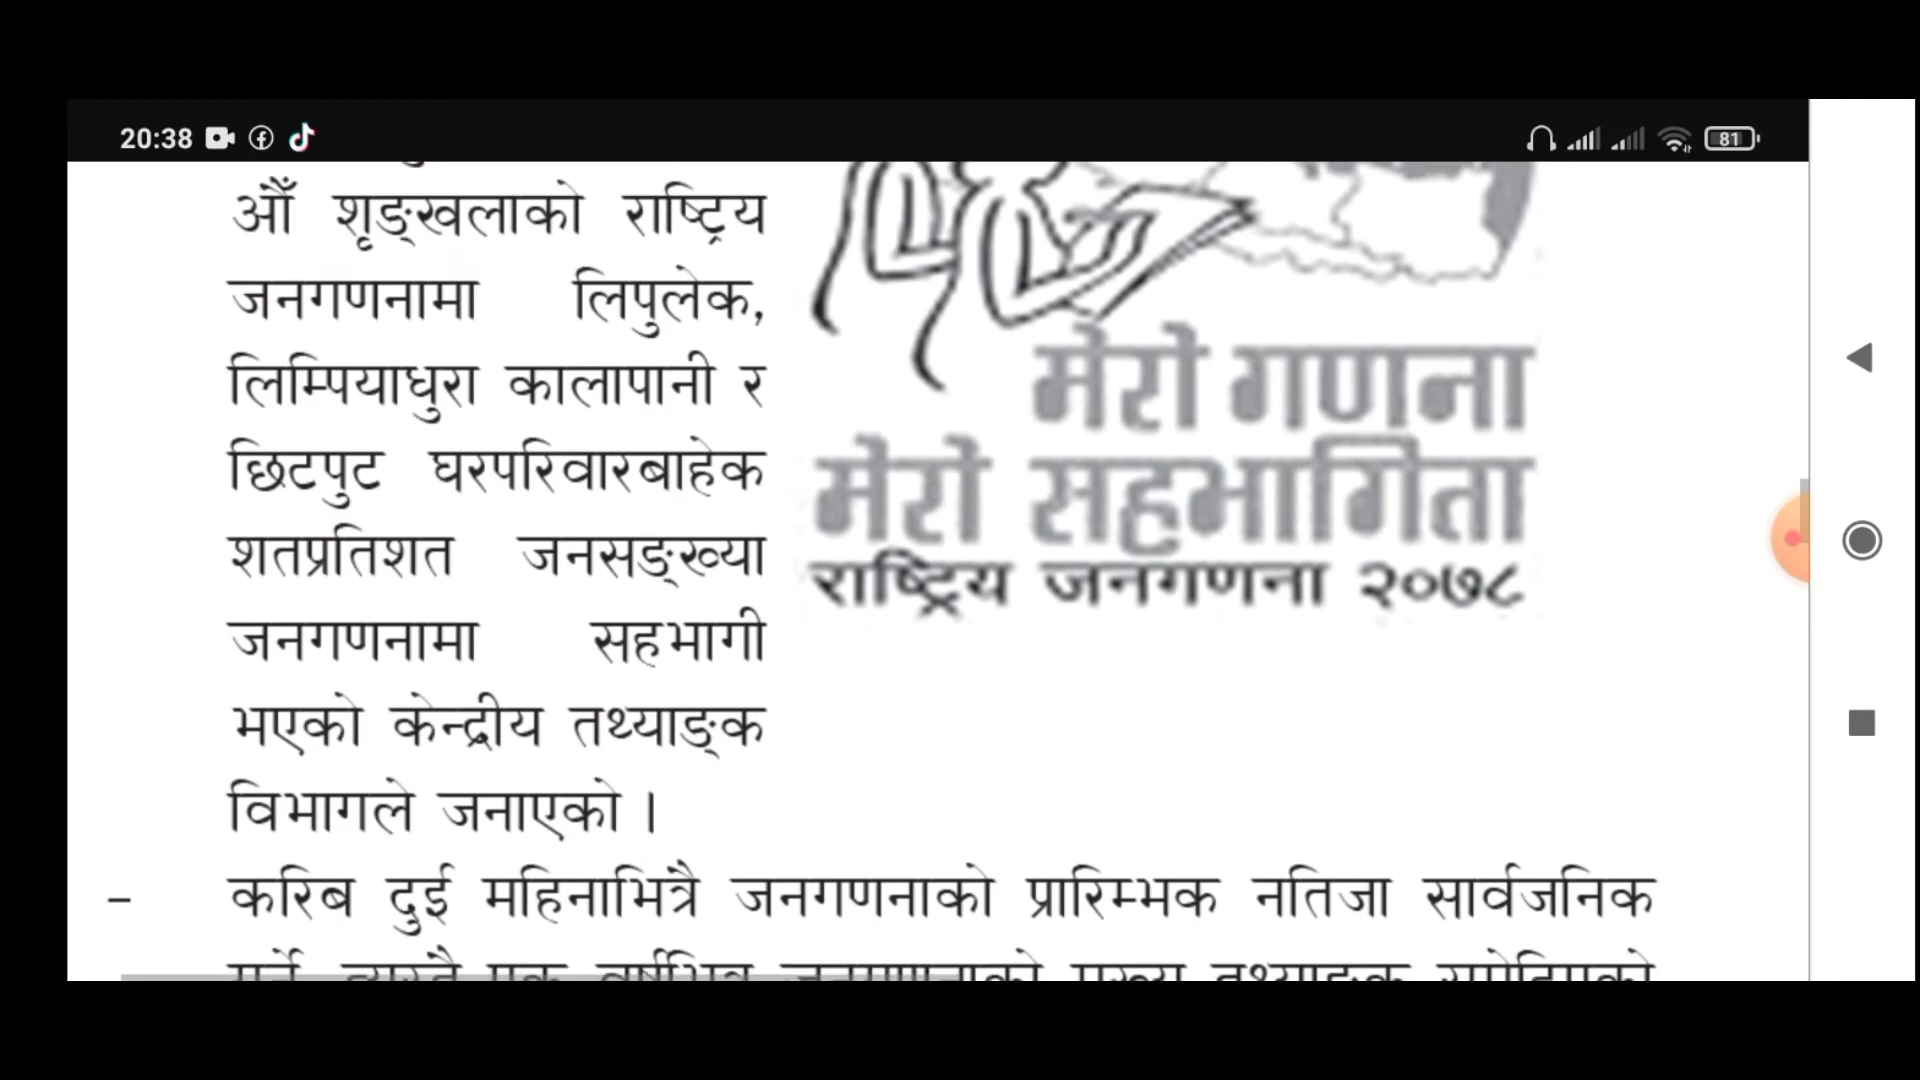 20:38
81
औँ शृङ्खलाको राष्ट्रिय
जनगणनामा लिपुलेक,
लिम्पियाधुरा कालापानी र
छिटपुट घरपरिवारबाहेक
शतप्रतिशत जनसङ्ख्या
जनगणनामा सहभागी
भएको केन्द्रीय तथ्याङ्क
विभागले जनाएको ।
मेरो गणना
मेरो सहभागिता
राष्ट्रिय जनगणना २०७८
– करिब दुई महिनाभित्रै जनगणनाको प्रारिम्भक नतिजा सार्वजनिक